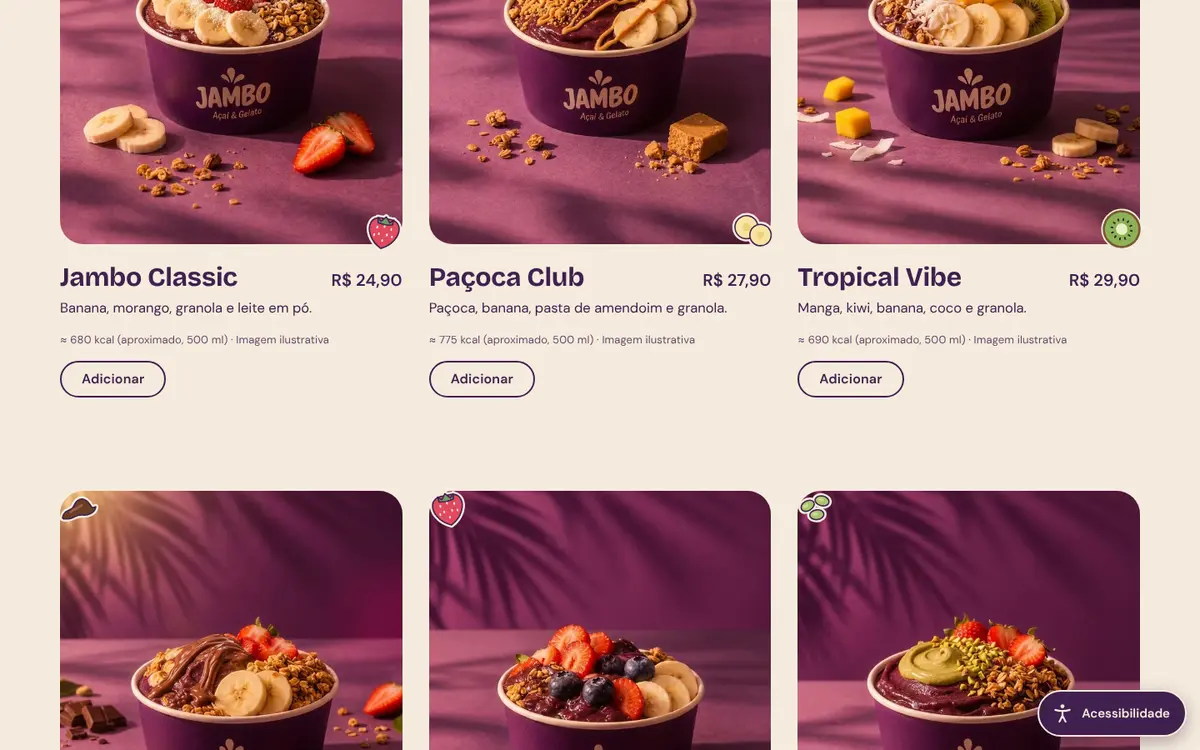 JAMBO
Açaí & Gelato
JAMBO
Açaí & Gelato
JAMBO
Açaí & Gelato
Jambo Classic
R$ 24,90
Banana, morango, granola e leite em pó.
≈ 680 kcal (aproximado, 500 ml) · Imagem ilustrativa
Adicionar
Paçoca Club
R$ 27,90
Paçoca, banana, pasta de amendoim e granola.
≈ 775 kcal (aproximado, 500 ml) · Imagem ilustrativa
Adicionar
Tropical Vibe
R$ 29,90
Manga, kiwi, banana, coco e granola.
≈ 690 kcal (aproximado, 500 ml) · Imagem ilustrativa
Adicionar
Acessibilidade